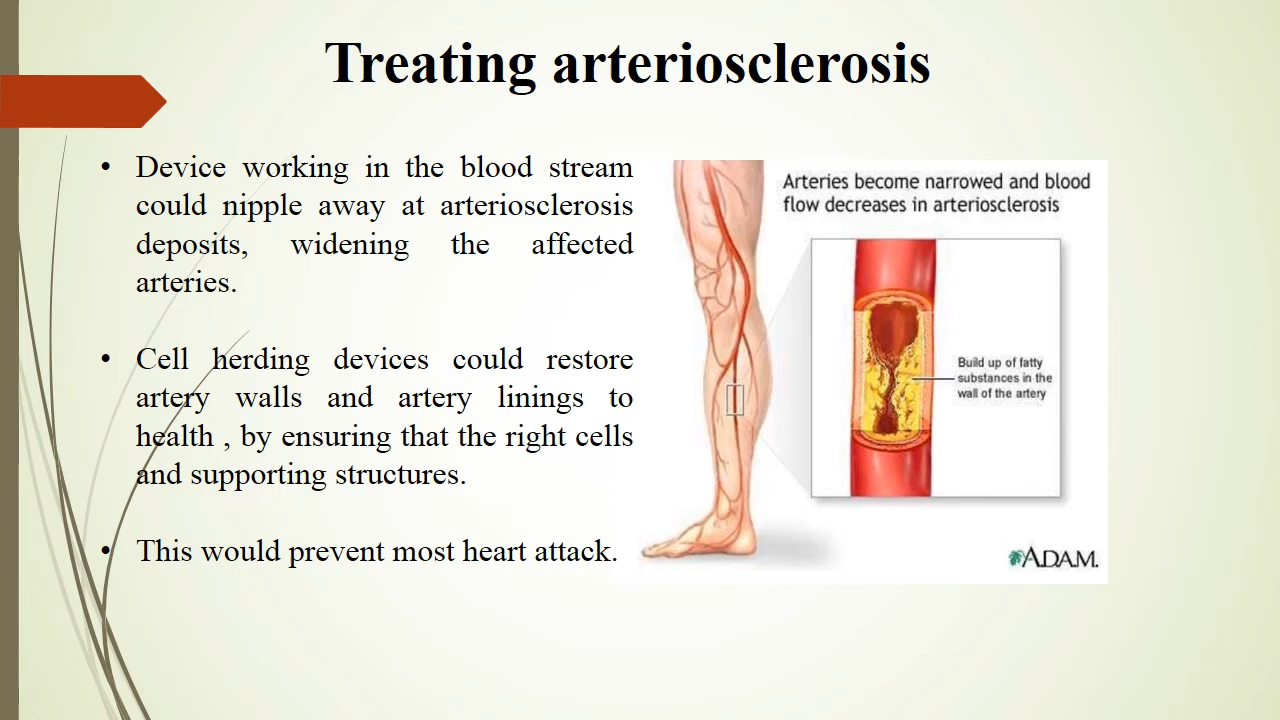 Treating arteriosclerosis
• Device working in the blood stream
could nipple away at arteriosclerosis
deposits, widening the affected
arteries.
• Cell herding devices could restore
artery walls and artery linings to
health , by ensuring that the right cells
and supporting structures.
• This would prevent most heart attack.
Arteries become narrowed and blood
flow decreases in arteriosclerosis
Build up of fatty
substances in the
wall of the artery
ADAM.